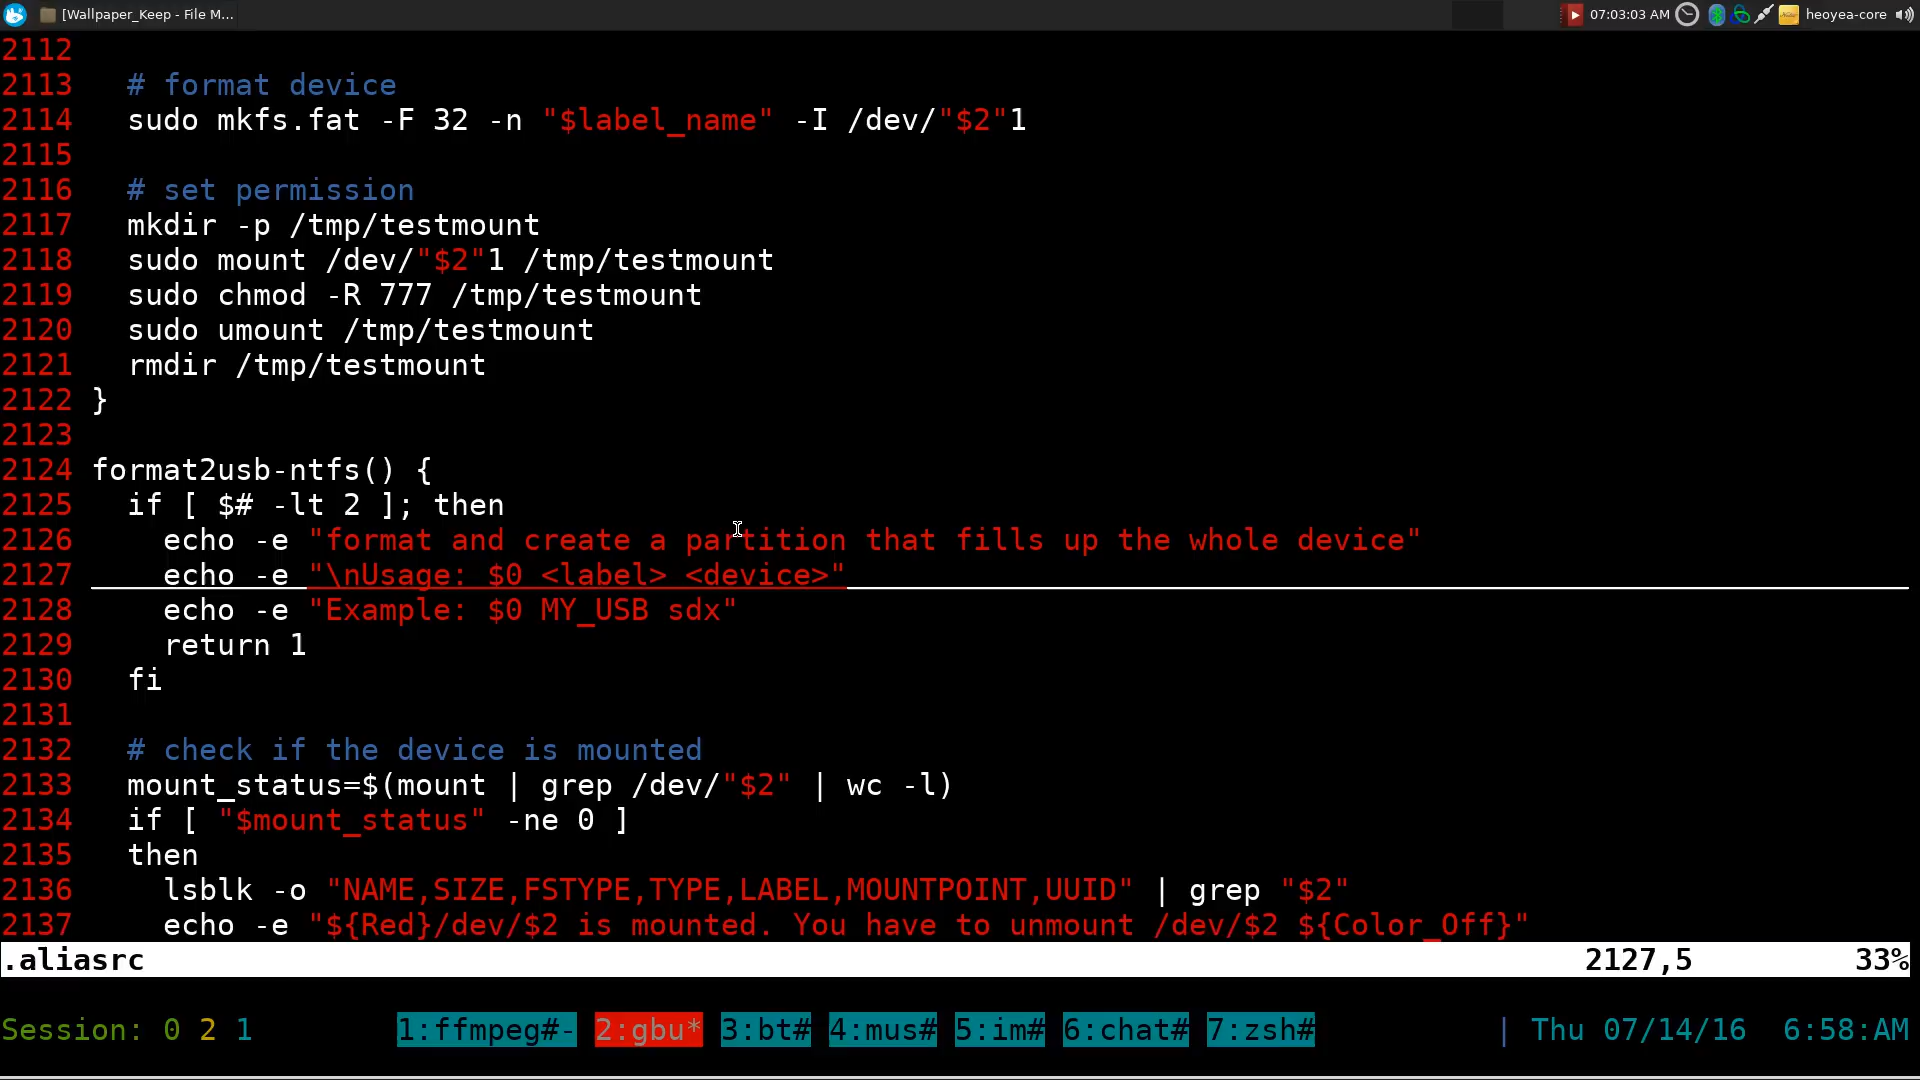 [Wallpaper_Keep - File M...
07:03:03 AM
heoyea-core
2112
2113   # format device
2114   sudo mkfs.fat -F 32 -n "$label_name" -I /dev/"$2"1
2115
2116   # set permission
2117   mkdir -p /tmp/testmount
2118   sudo mount /dev/"$2"1 /tmp/testmount
2119   sudo chmod -R 777 /tmp/testmount
2120   sudo umount /tmp/testmount
2121   rmdir /tmp/testmount
2122 }
2123
2124 format2usb-ntfs() {
2125   if [ $# -lt 2 ]; then
2126     echo -e "format and create a partition that fills up the whole device"
2127     echo -e "\nUsage: $0 <label> <device>"
2128     echo -e "Example: $0 MY_USB sdx"
2129     return 1
2130   fi
2131
2132   # check if the device is mounted
2133   mount_status=$(mount | grep /dev/"$2" | wc -l)
2134   if [ "$mount_status" -ne 0 ]
2135   then
2136     lsblk -o "NAME,SIZE,FSTYPE,TYPE,LABEL,MOUNTPOINT,UUID" | grep "$2"
2137     echo -e "${Red}/dev/$2 is mounted. You have to unmount /dev/$2 ${Color_Off}"
.aliasrc 2127,5 33%
Session: 0 2 1 1:ffmpeg#- 2:gbu* 3:bt# 4:mus# 5:im# 6:chat# 7:zsh# | Thu 07/14/16 6:58:AM